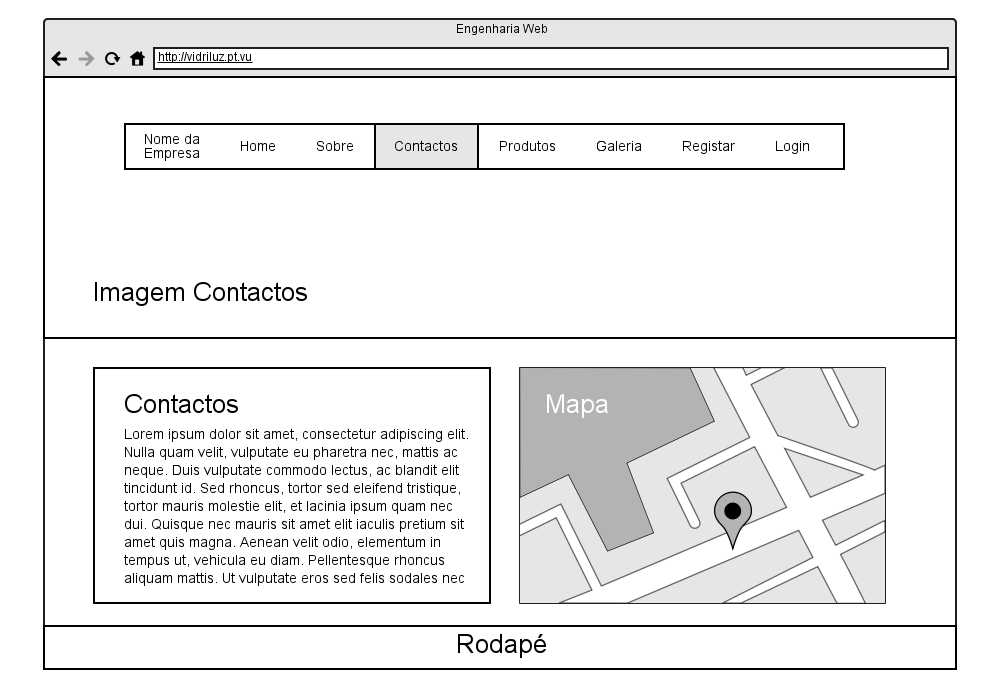 Engenharia Web
http://vidriluz.pt.vu
Nome da
Empresa
Home
Sobre
Contactos
Produtos
Galeria
Registar
Login
Imagem Contactos
Contactos
Lorem ipsum dolor sit amet, consectetur adipiscing elit.
Nulla quam velit, vulputate eu pharetra nec, mattis ac
neque. Duis vulputate commodo lectus, ac blandit elit
tincidunt id. Sed rhoncus, tortor sed eleifend tristique,
tortor mauris molestie elit, et lacinia ipsum quam nec
dui. Quisque nec mauris sit amet elit iaculis pretium sit
amet quis magna. Aenean velit odio, elementum in
tempus ut, vehicula eu diam. Pellentesque rhoncus
aliquam mattis. Ut vulputate eros sed felis sodales nec
Mapa
Rodapé